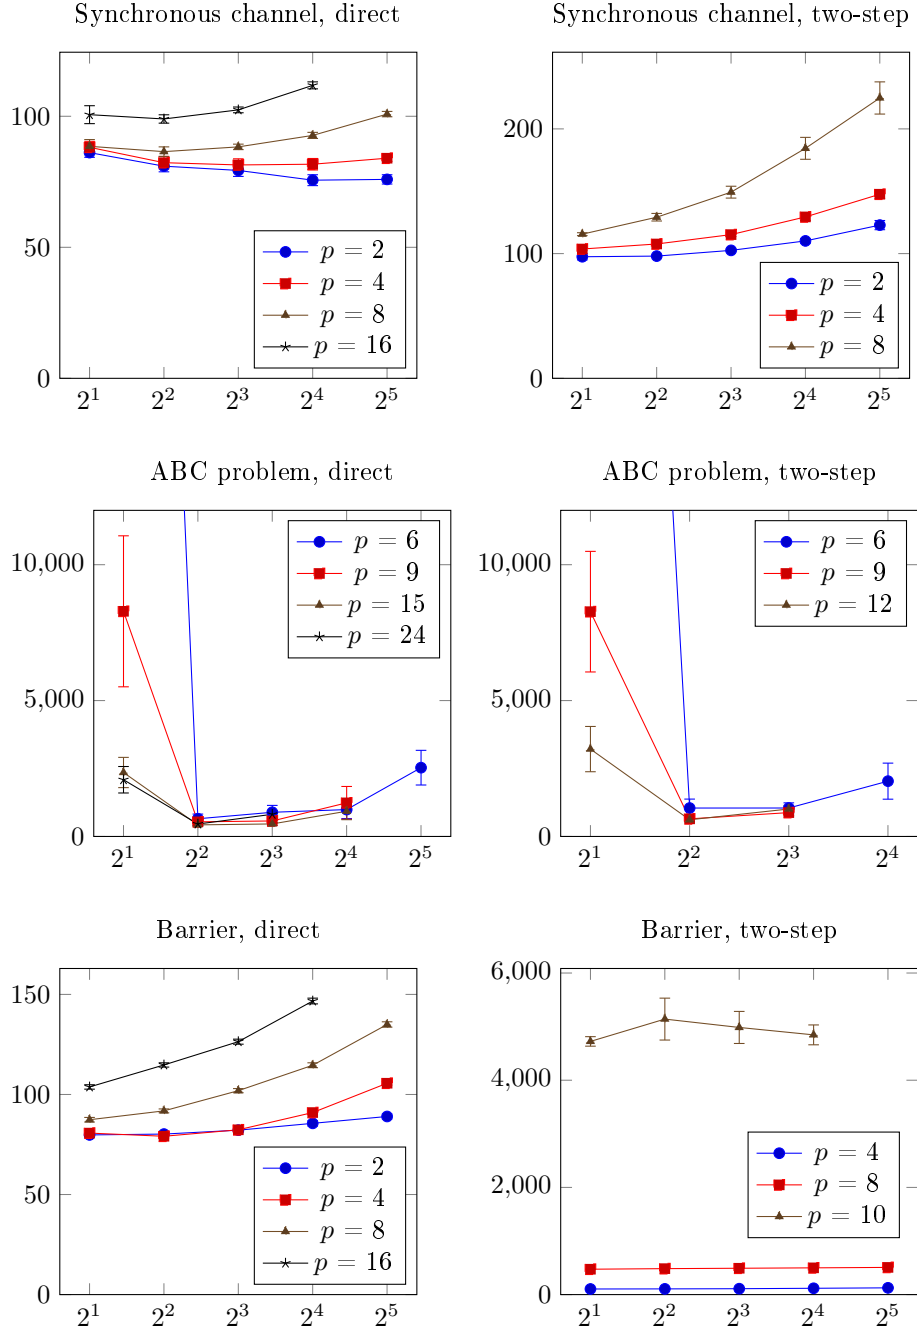 Synchronous channel, direct
100
50
0
2^1 2^2 2^3 2^4 2^5
p = 2
p = 4
p = 8
p = 16
Synchronous channel, two-step
200
100
0
2^1 2^2 2^3 2^4 2^5
p = 2
p = 4
p = 8
ABC problem, direct
10,000
5,000
0
2^1 2^2 2^3 2^4 2^5
p = 6
p = 9
p = 15
p = 24
ABC problem, two-step
10,000
5,000
0
2^1 2^2 2^3 2^4
p = 6
p = 9
p = 12
Barrier, direct
150
100
50
0
2^1 2^2 2^3 2^4 2^5
p = 2
p = 4
p = 8
p = 16
Barrier, two-step
6,000
4,000
2,000
0
2^1 2^2 2^3 2^4 2^5
p = 4
p = 8
p = 10